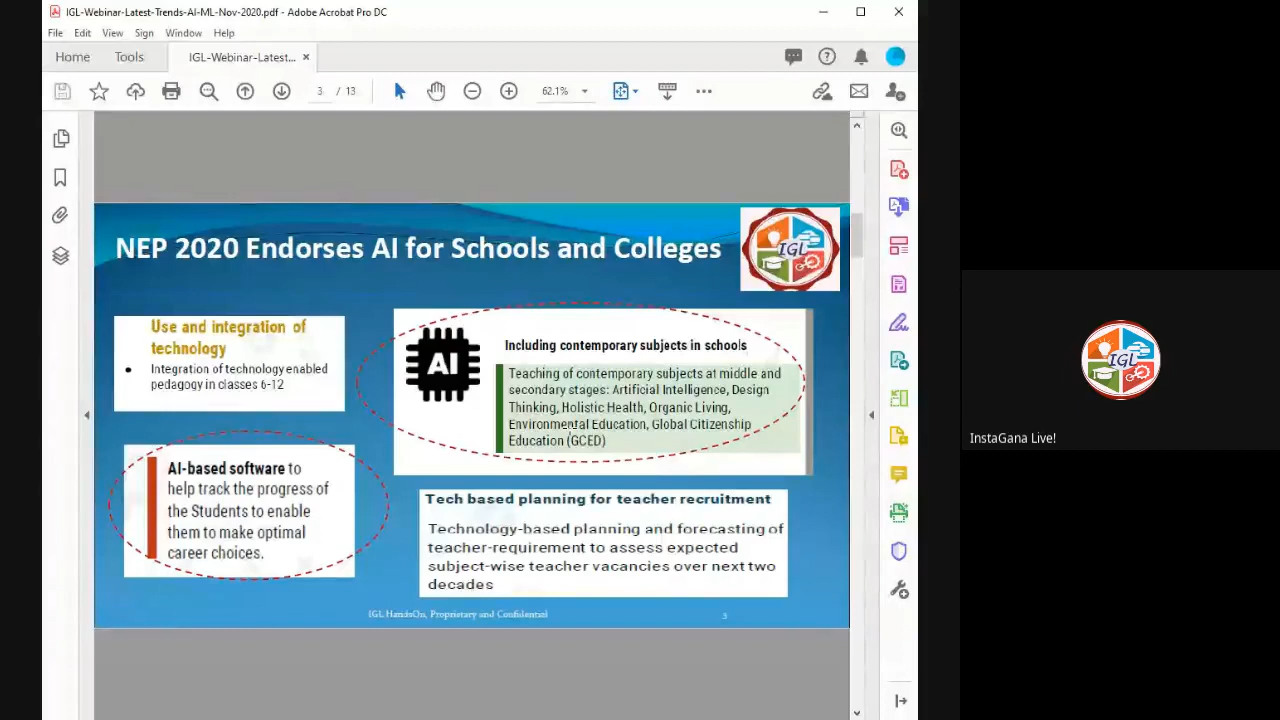 IGL-Webinar-Latest-Trends-AI-ML-Nov-2020.pdf - Adobe Acrobat Pro DC
File Edit View Sign Window Help
Home Tools IGL-Webinar-Latest... ×
3 / 13 62.1%
NEP 2020 Endorses AI for Schools and Colleges
IGL
Use and integration of
technology
• Integration of technology enabled
pedagogy in classes 6-12
AI
Including contemporary subjects in schools
Teaching of contemporary subjects at middle and
secondary stages: Artificial Intelligence, Design
Thinking, Holistic Health, Organic Living,
Environmental Education, Global Citizenship
Education (GCED)
AI-based software to
help track the progress of
the Students to enable
them to make optimal
career choices.
Tech based planning for teacher recruitment
Technology-based planning and forecasting of
teacher-requirement to assess expected
subject-wise teacher vacancies over next two
decades
IGL HandsOn, Proprietary and Confidential 3
IGL
InstaGana Live!